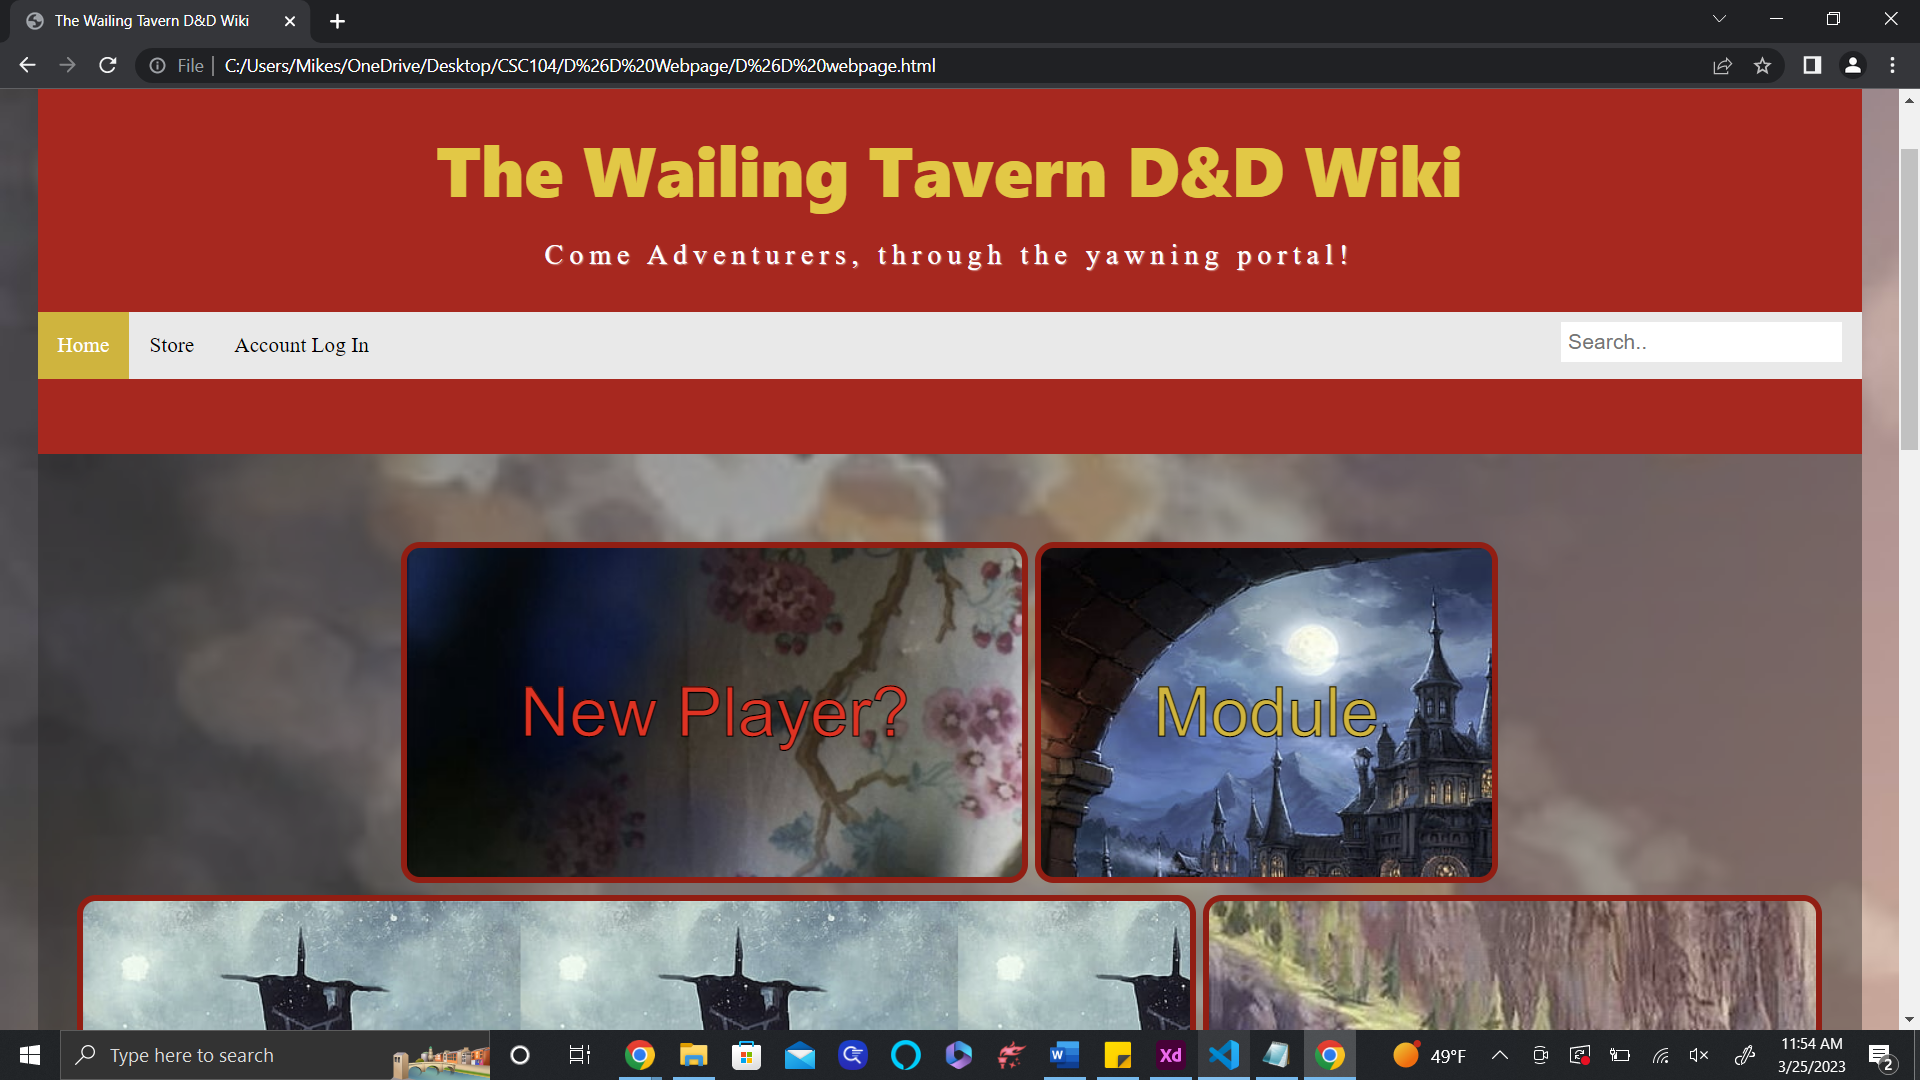 The Wailing Tavern D&D Wiki
File
C:/Users/Mikes/OneDrive/Desktop/CSC104/D%26D%20Webpage/D%26D%20webpage.html
The Wailing Tavern D&D Wiki
Come Adventurers, through the yawning portal!
Home
Store
Account Log In
Search..
New Player?
Module
Type here to search
W
Xd
49°F
11:54 AM
3/25/2023
2